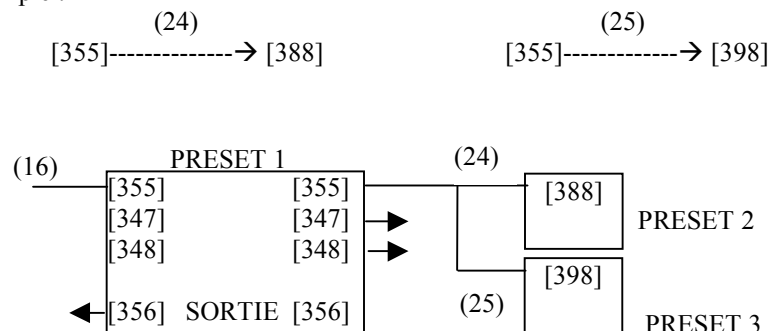 (24) (25)
[355]--------------→ [388] [355]-------------→ [398]
(16) PRESET 1 (24)
[355] [355] [388]
[347] [347] PRESET 2
[348] [348]
[398]
[356] SORTIE [356] (25)
PRESET 3